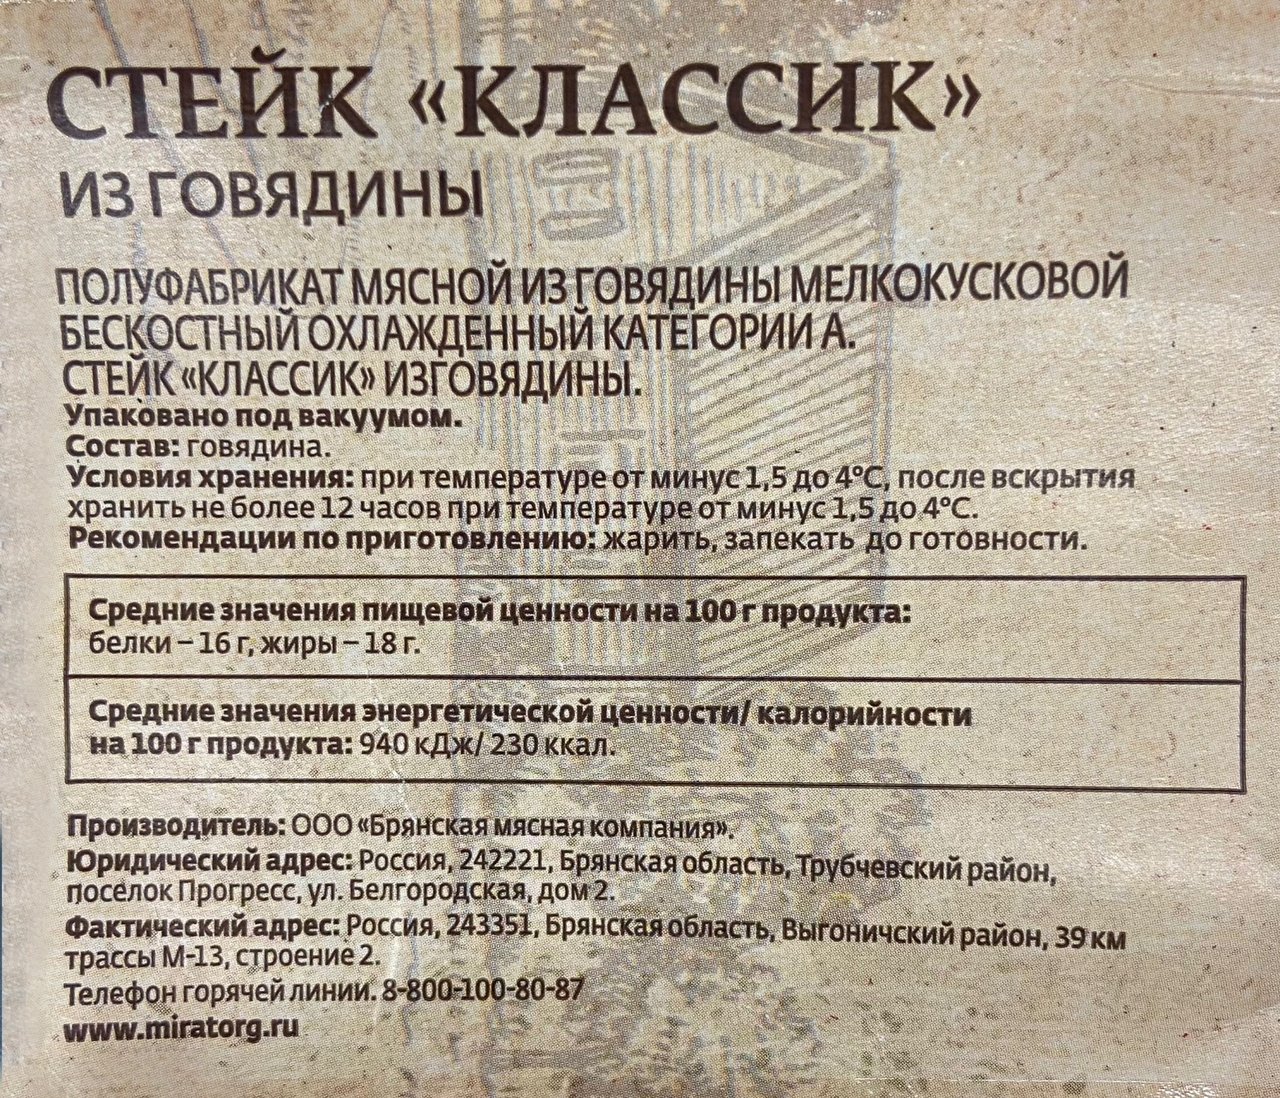 СТЕЙК «КЛАССИК»
ИЗ ГОВЯДИНЫ
ПОЛУФАБРИКАТ МЯСНОЙ ИЗ ГОВЯДИНЫ МЕЛКОКУСКОВОЙ
БЕСКОСТНЫЙ ОХЛАЖДЕННЫЙ КАТЕГОРИИ А.
СТЕЙК «КЛАССИК» ИЗ ГОВЯДИНЫ.
Упаковано под вакуумом.
Состав: говядина.
Условия хранения: при температуре от минус 1,5 до 4°С, после вскрытия
хранить не более 12 часов при температуре от минус 1,5 до 4°С.
Рекомендации по приготовлению: жарить, запекать до готовности.
Средние значения пищевой ценности на 100 г продукта:
белки – 16 г, жиры – 18 г.
Средние значения энергетической ценности/ калорийности
на 100 г продукта: 940 кДж/ 230 ккал.
Производитель: ООО «Брянская мясная компания».
Юридический адрес: Россия, 242221, Брянская область, Трубчевский район,
поселок Прогресс, ул. Белгородская, дом 2.
Фактический адрес: Россия, 243351, Брянская область, Выгоничский район, 39 км
трассы М-13, строение 2.
Телефон горячей линии. 8-800-100-80-87
www.miratorg.ru